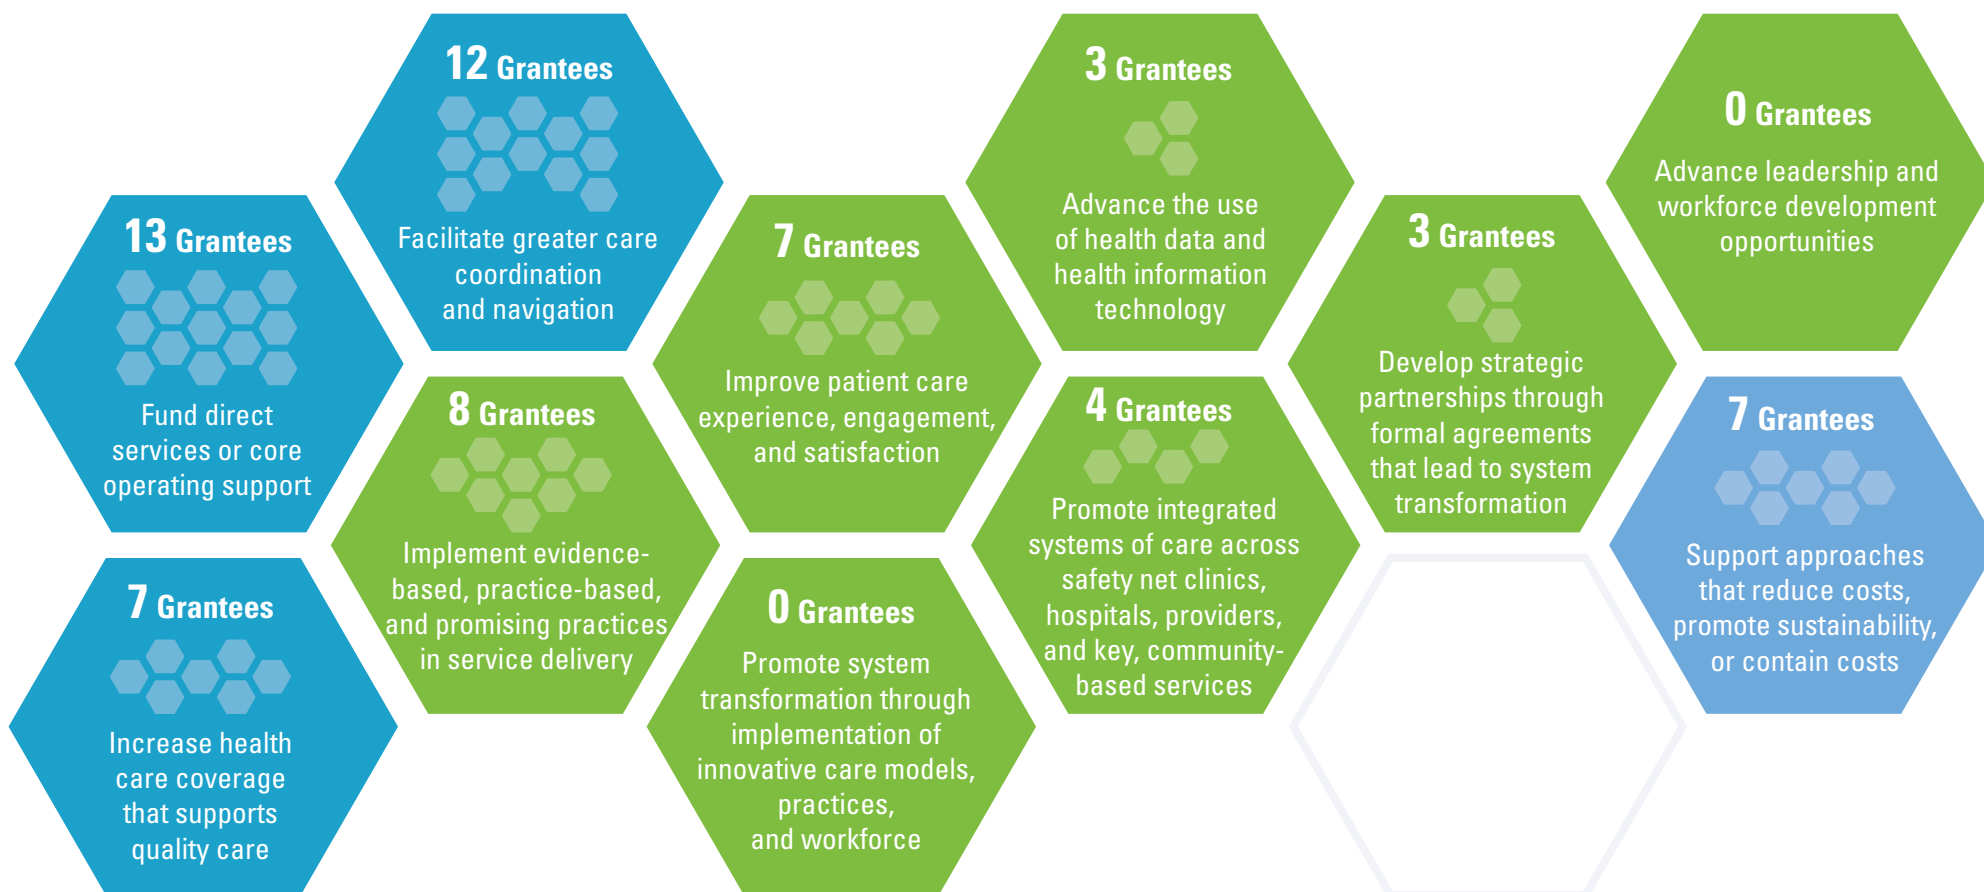 13 Grantees
Fund direct
services or core
operating support
7 Grantees
Increase health
care coverage
that supports
quality care
12 Grantees
Facilitate greater care
coordination
and navigation
8 Grantees
Implement evidence-
based, practice-based,
and promising practices
in service delivery
7 Grantees
Improve patient care
experience, engagement,
and satisfaction
0 Grantees
Promote system
transformation through
implementation of
innovative care models,
practices,
and workforce
3 Grantees
Advance the use
of health data and
health information
technology
4 Grantees
Promote integrated
systems of care across
safety net clinics,
hospitals, providers,
and key, community-
based services
3 Grantees
Develop strategic
partnerships through
formal agreements
that lead to system
transformation
0 Grantees
Advance leadership and
workforce development
opportunities
7 Grantees
Support approaches
that reduce costs,
promote sustainability,
or contain costs